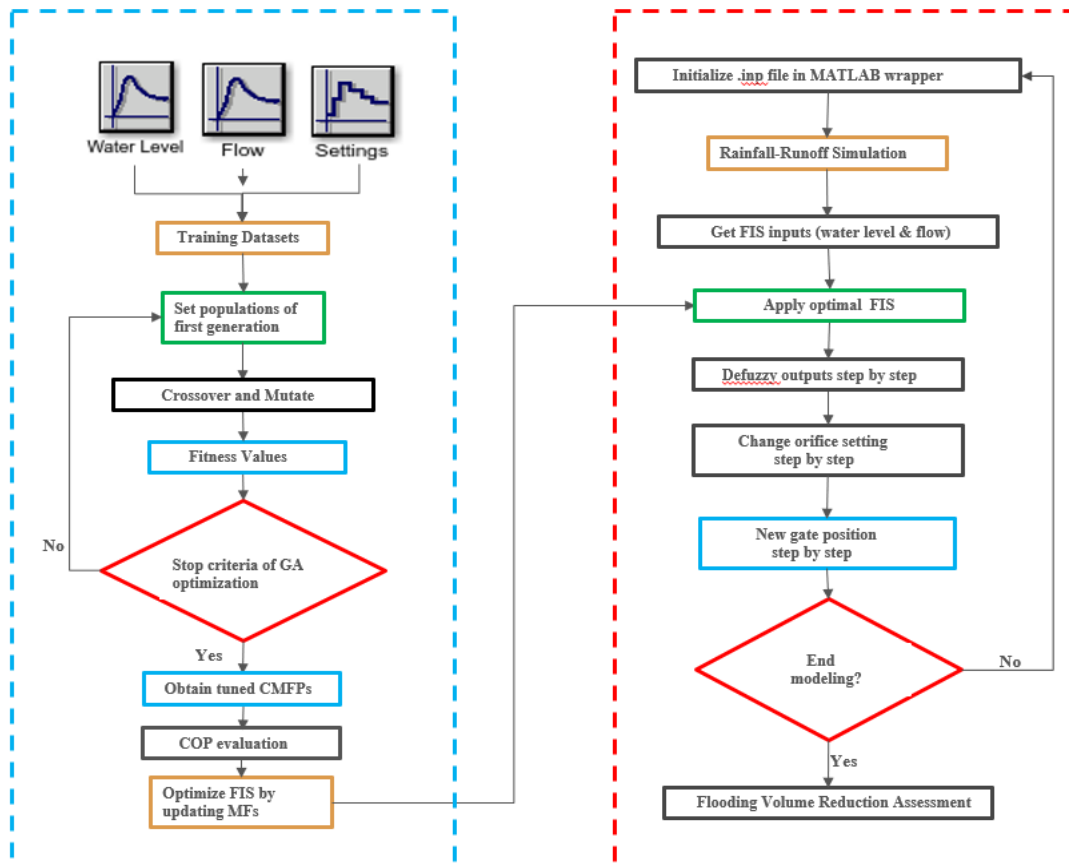 Water Level
Flow
Settings
Training Datasets
Set populations of
first generation
Crossover and Mutate
Fitness Values
No
Stop criteria of GA
optimization
Yes
Obtain tuned CMFPs
COP evaluation
Optimize FIS by
updating MFs
Initialize .inp file in MATLAB wrapper
Rainfall-Runoff Simulation
Get FIS inputs (water level & flow)
Apply optimal FIS
Defuzzy outputs step by step
Change orifice setting
step by step
New gate position
step by step
End
modeling?
No
Yes
Flooding Volume Reduction Assessment